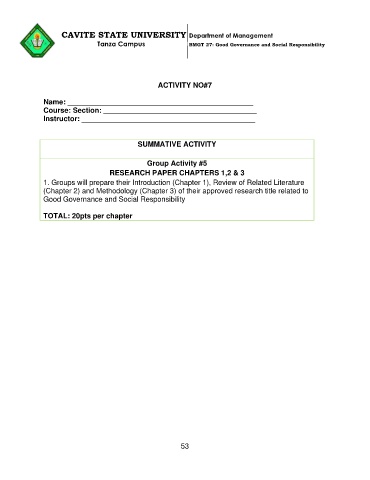 CAVITE STATE UNIVERSITY Department of Management
Tanza Campus BMGT 27- Good Governance and Social Responsibility
ACTIVITY NO#7
Name: ____________________
Course: Section: ____________________
Instructor: ____________________
SUMMATIVE ACTIVITY
Group Activity #5
RESEARCH PAPER CHAPTERS 1,2 & 3
1. Groups will prepare their Introduction (Chapter 1), Review of Related Literature
(Chapter 2) and Methodology (Chapter 3) of their approved research title related to
Good Governance and Social Responsibility
TOTAL: 20pts per chapter
53